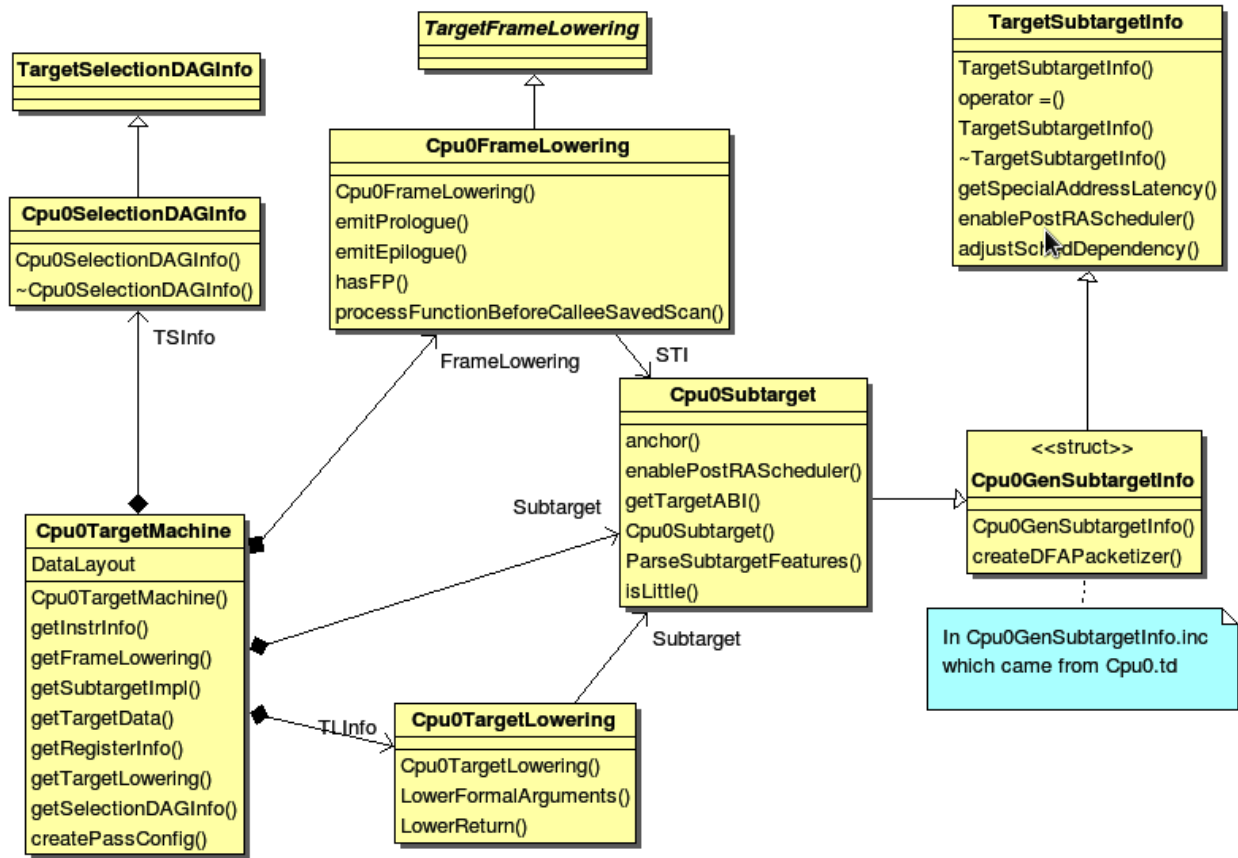 TargetSelectionDAGInfo
Cpu0SelectionDAGInfo
Cpu0SelectionDAGInfo()
~Cpu0SelectionDAGInfo()
TSInfo
TargetFrameLowering
Cpu0FrameLowering
Cpu0FrameLowering()
emitPrologue()
emitEpilogue()
hasFP()
processFunctionBeforeCalleeSavedScan()
FrameLowering
STI
TargetSubtargetInfo
TargetSubtargetInfo()
operator =()
TargetSubtargetInfo()
~TargetSubtargetInfo()
getSpecialAddressLatency()
enablePostRAScheduler()
adjustSchedDependency()
Cpu0Subtarget
anchor()
enablePostRAScheduler()
getTargetABI()
Cpu0Subtarget()
ParseSubtargetFeatures()
isLittle()
Subtarget
Subtarget
<<struct>>
Cpu0GenSubtargetInfo
Cpu0GenSubtargetInfo()
createDFAPacketizer()
In Cpu0GenSubtargetInfo.inc
which came from Cpu0.td
Cpu0TargetMachine
DataLayout
Cpu0TargetMachine()
getInstrInfo()
getFrameLowering()
getSubtargetImpl()
getTargetData()
getRegisterInfo()
getTargetLowering()
getSelectionDAGInfo()
createPassConfig()
TLInfo
Cpu0TargetLowering
Cpu0TargetLowering()
LowerFormalArguments()
LowerReturn()